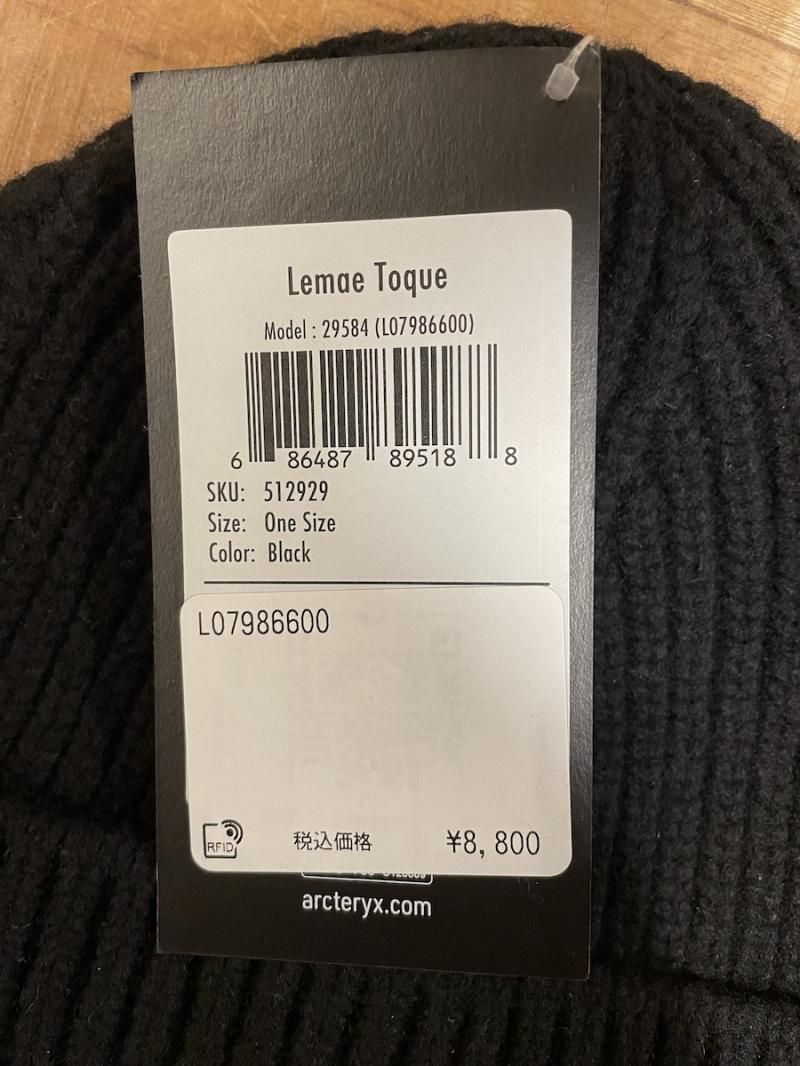 Lemae Toque
Model : 29584 (L07986600)
6 86487 89518 8
SKU: 512929
Size: One Size
Color: Black
L07986600
RFID
税込価格 ¥8,800
arcteryx.com